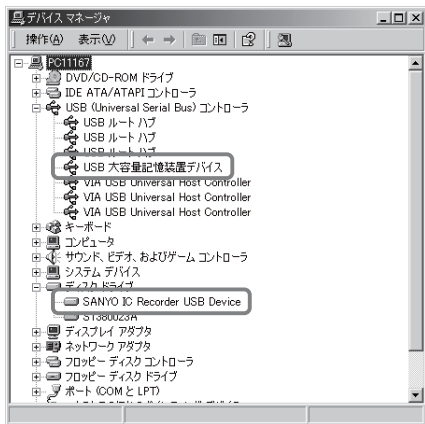 デバイス マネージャ
操作(A) 表示(V)
PC11167
DVD/CD-ROM ドライブ
IDE ATA/ATAPI コントローラ
USB (Universal Serial Bus) コントローラ
USB ルート ハブ
USB ルート ハブ
USB ルート ハブ
USB 大容量記憶装置デバイス
VIA USB Universal Host Controller
VIA USB Universal Host Controller
VIA USB Universal Host Controller
キーボード
コンピュータ
サウンド、ビデオ、およびゲーム コントローラ
システム デバイス
ディスク ドライブ
SANYO IC Recorder USB Device
ST380023A
ディスプレイ アダプタ
ネットワーク アダプタ
フロッピー ディスク コントローラ
フロッピー ディスク ドライブ
ポート (COM と LPT)